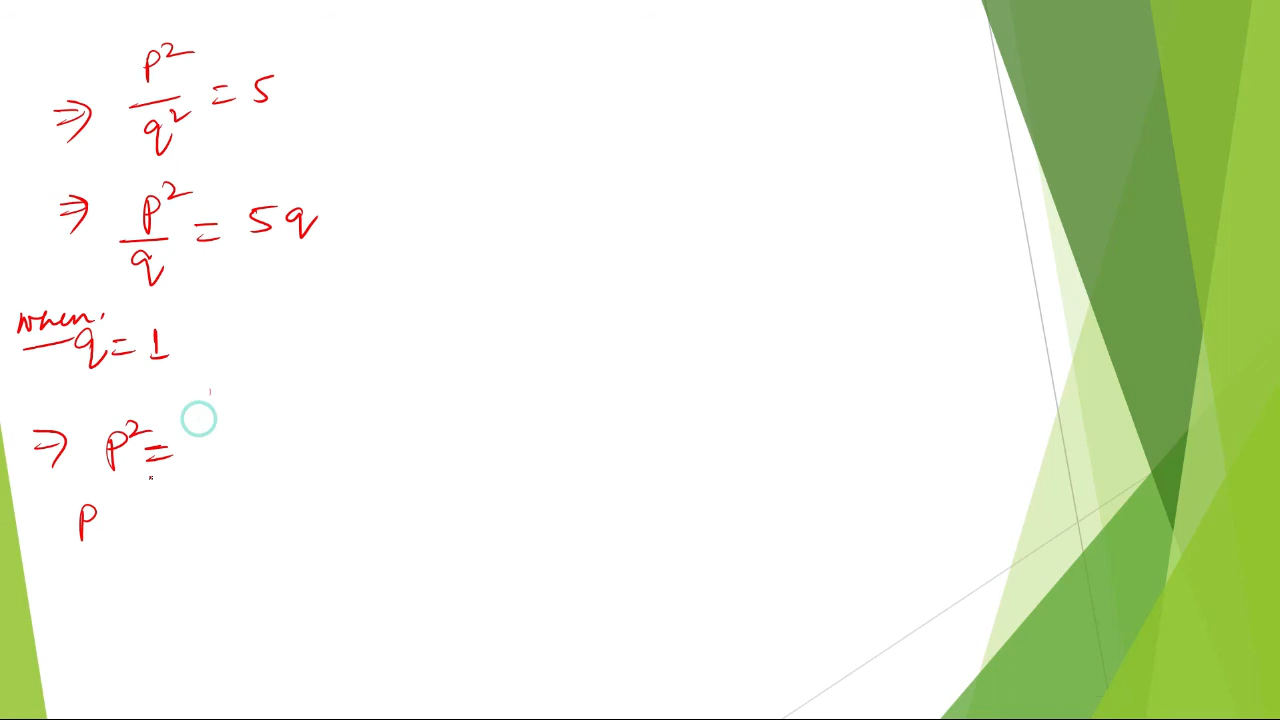 ⇒ p²/q² = 5
⇒ p²/q = 5q
when,
q = 1
⇒ p² =
p